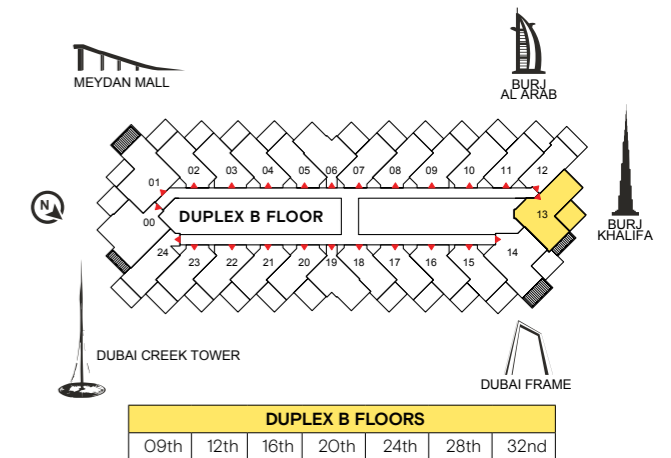 MEYDAN MALL
BURJ
AL ARAB
02 03 04 05 06 07 08 09 10 11 12
01
N
00
DUPLEX B FLOOR
13
BURJ
KHALIFA
24
23 22 21 20 19 18 17 16 15 14
DUBAI CREEK TOWER
DUBAI FRAME
DUPLEX B FLOORS
09th 12th 16th 20th 24th 28th 32nd